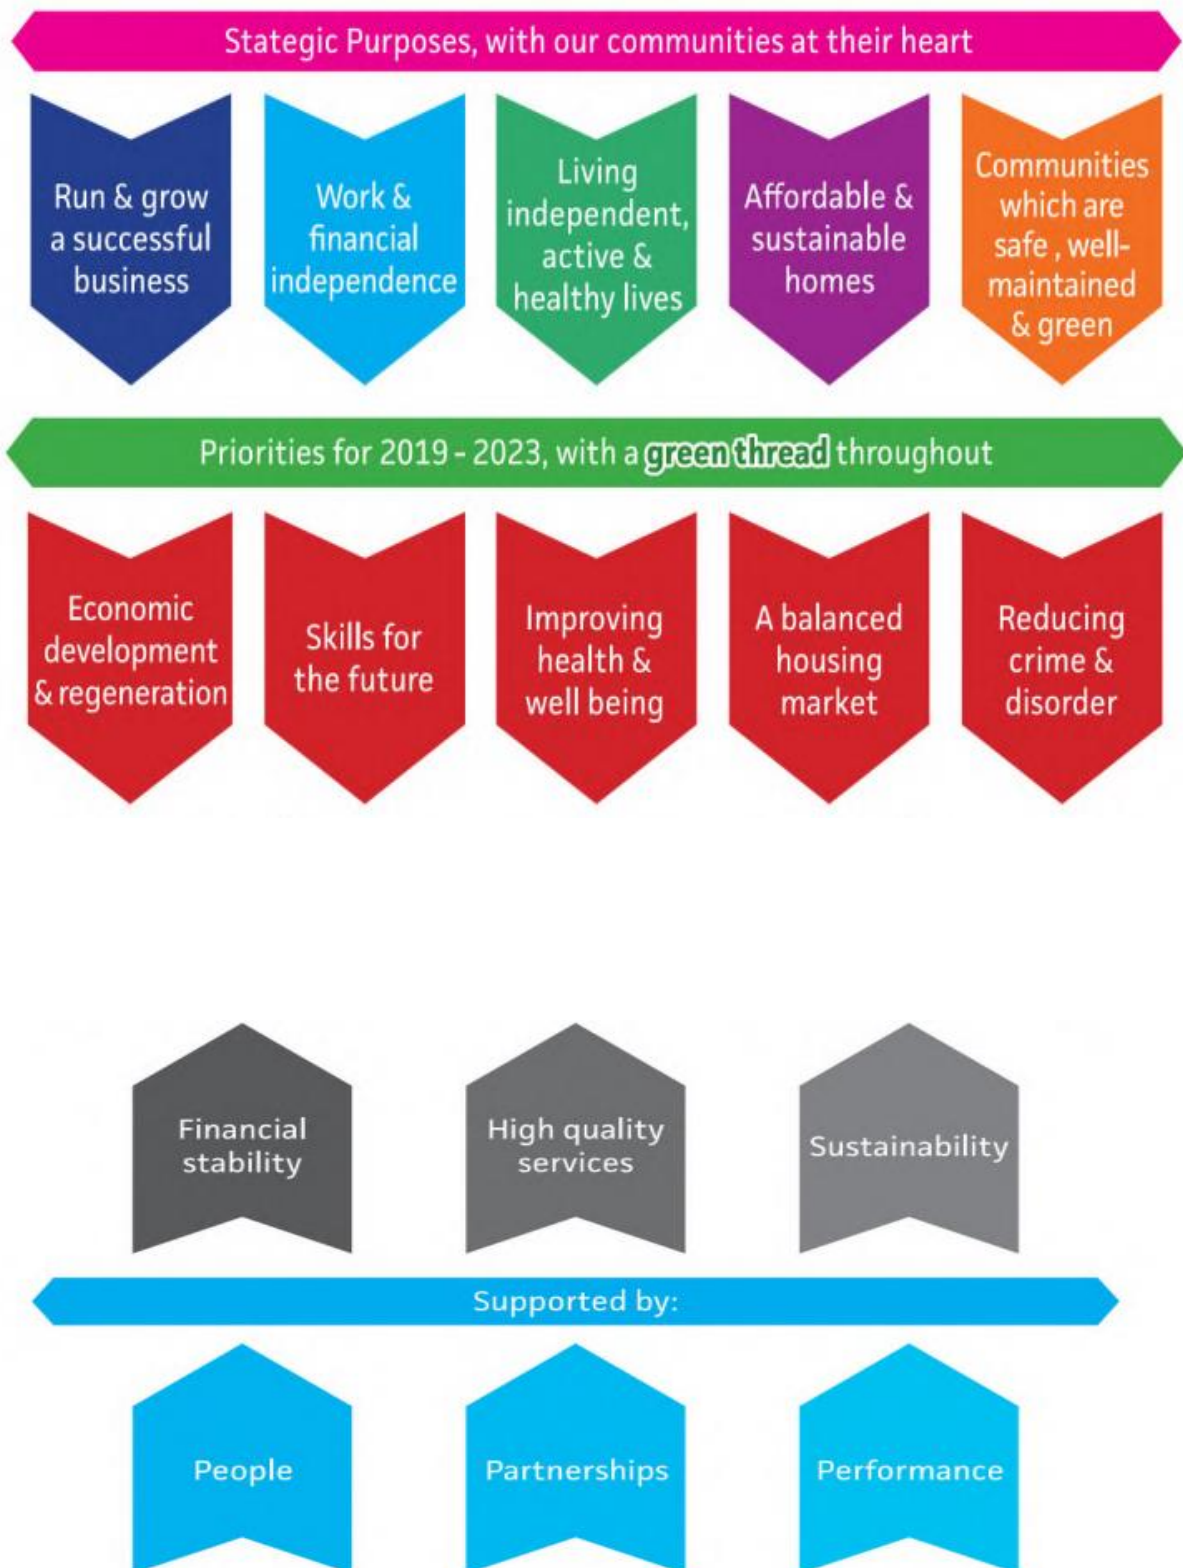 Stategic Purposes, with our communities at their heart
Run & grow
a successful
business
Work &
financial
independence
Living
independent,
active &
healthy lives
Affordable &
sustainable
homes
Communities
which are
safe , well-
maintained
& green
Priorities for 2019 - 2023, with a green thread throughout
Economic
development
& regeneration
Skills for
the future
Improving
health &
well being
A balanced
housing
market
Reducing
crime &
disorder
Financial
stability
High quality
services
Sustainability
Supported by:
People
Partnerships
Performance